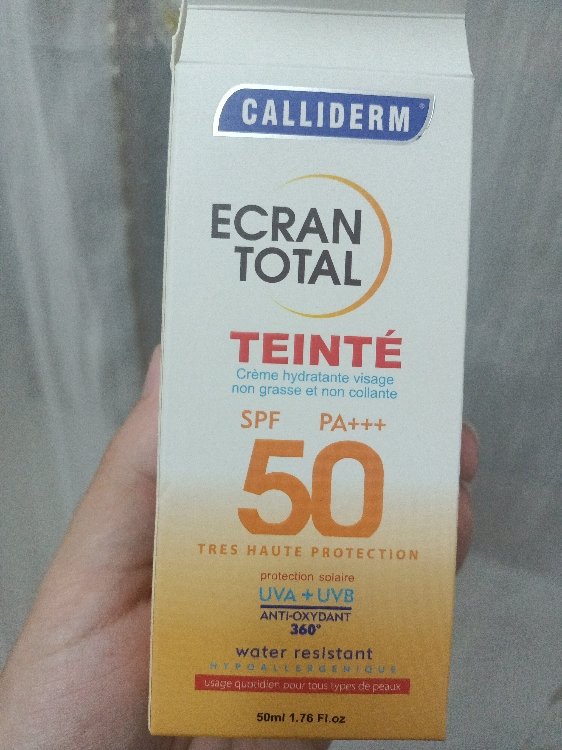 CALLIDERM®
ECRAN
TOTAL
TEINTÉ
Crème hydratante visage
non grasse et non collante
SPF PA+++
50
TRES HAUTE PROTECTION
protection solaire
UVA + UVB
ANTI-OXYDANT
360°
water resistant
HYPOALLERGENIQUE
usage quotidien pour tous types de peaux
50ml 1.76 Fl.oz